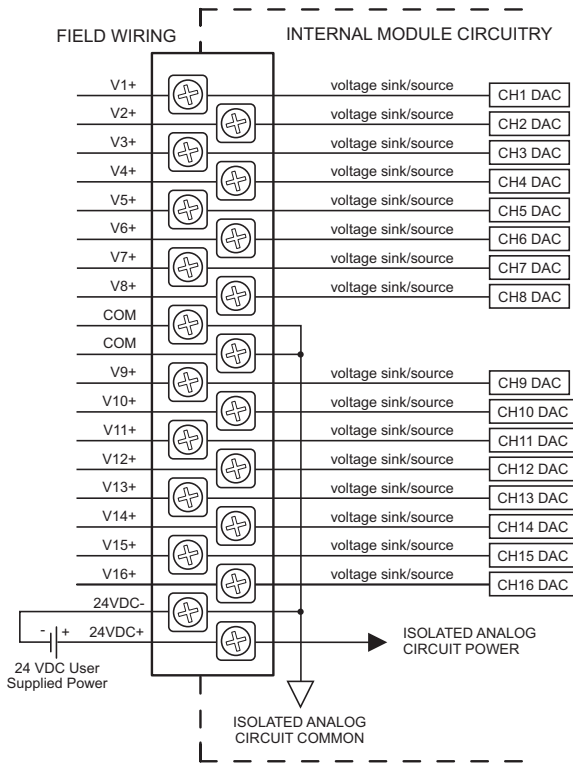 FIELD WIRING INTERNAL MODULE CIRCUITRY
V1+ voltage sink/source CH1 DAC
V2+ voltage sink/source CH2 DAC
V3+ voltage sink/source CH3 DAC
V4+ voltage sink/source CH4 DAC
V5+ voltage sink/source CH5 DAC
V6+ voltage sink/source CH6 DAC
V7+ voltage sink/source CH7 DAC
V8+ voltage sink/source CH8 DAC
COM
COM
V9+ voltage sink/source CH9 DAC
V10+ voltage sink/source CH10 DAC
V11+ voltage sink/source CH11 DAC
V12+ voltage sink/source CH12 DAC
V13+ voltage sink/source CH13 DAC
V14+ voltage sink/source CH14 DAC
V15+ voltage sink/source CH15 DAC
V16+ voltage sink/source CH16 DAC
24VDC-
- + 24VDC+
24 VDC User
Supplied Power
ISOLATED ANALOG
CIRCUIT POWER
ISOLATED ANALOG
CIRCUIT COMMON